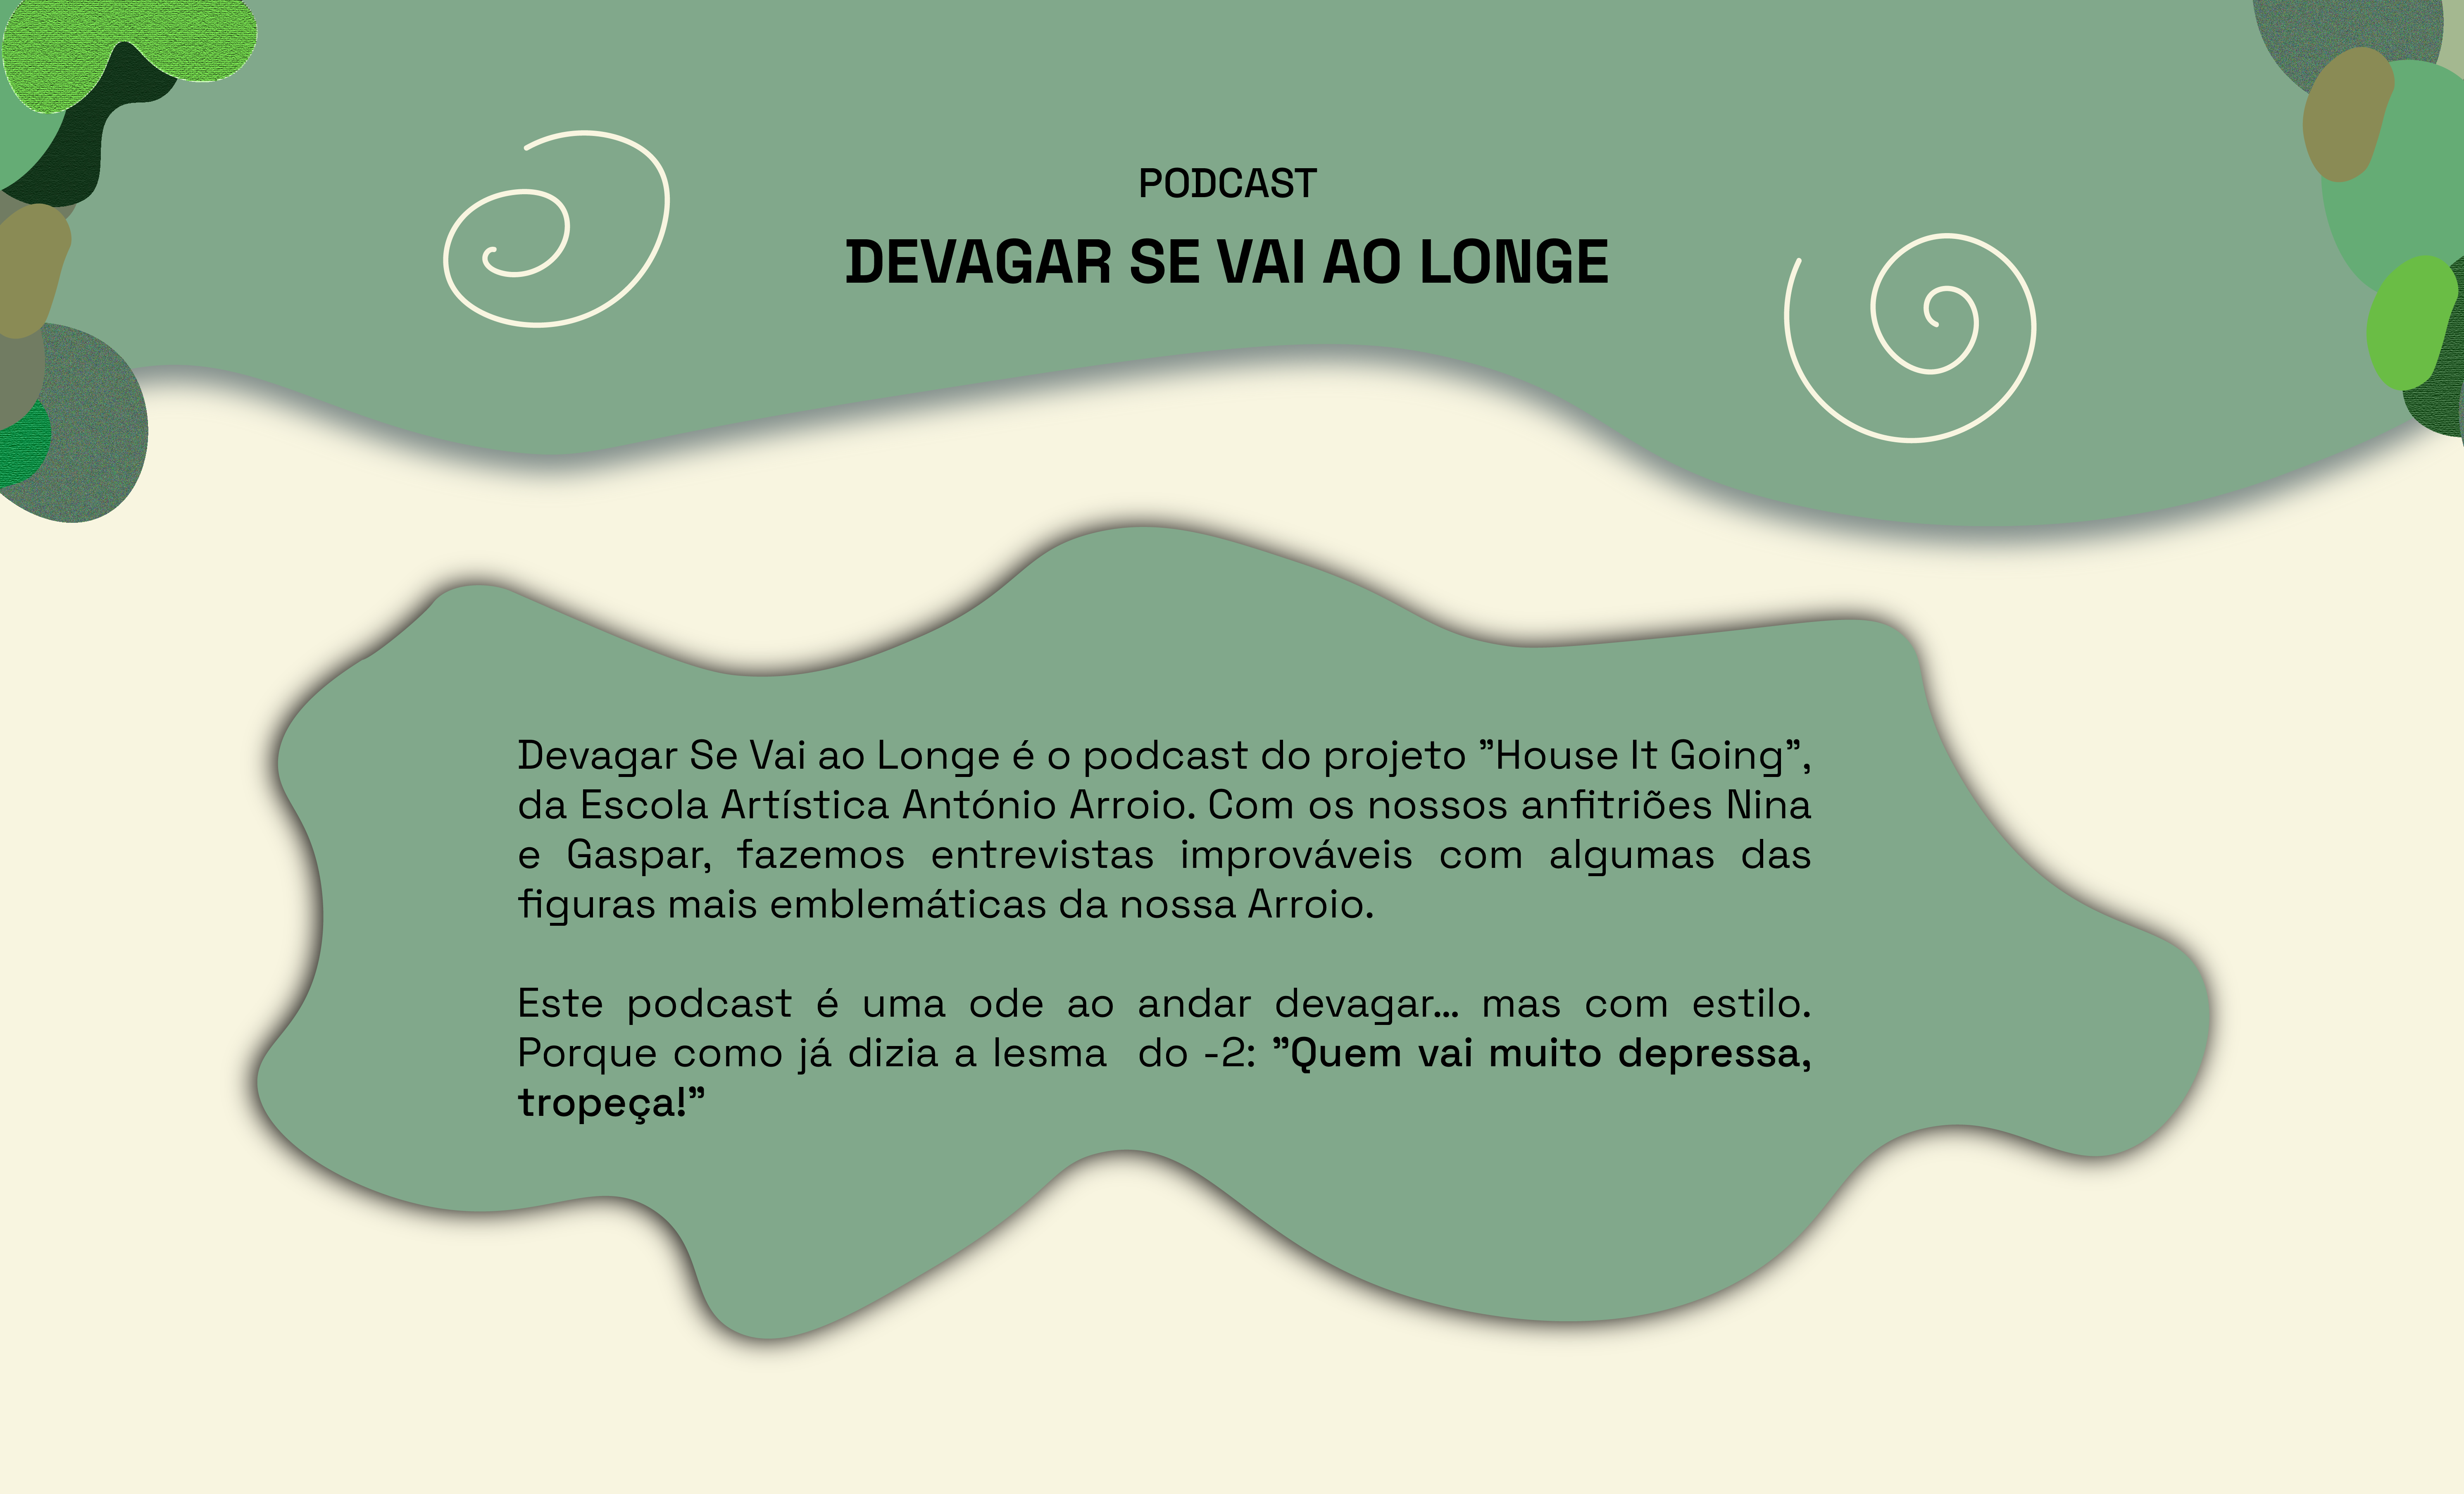 PODCAST
DEVAGAR SE VAI AO LONGE
Devagar Se Vai ao Longe é o podcast do projeto ”House It Going”,
da Escola Artística António Arroio. Com os nossos anfitriões Nina
e Gaspar, fazemos entrevistas improváveis com algumas das
figuras mais emblemáticas da nossa Arroio.
Este podcast é uma ode ao andar devagar... mas com estilo.
Porque como já dizia a lesma  do -2: ”Quem vai muito depressa,
tropeça!”